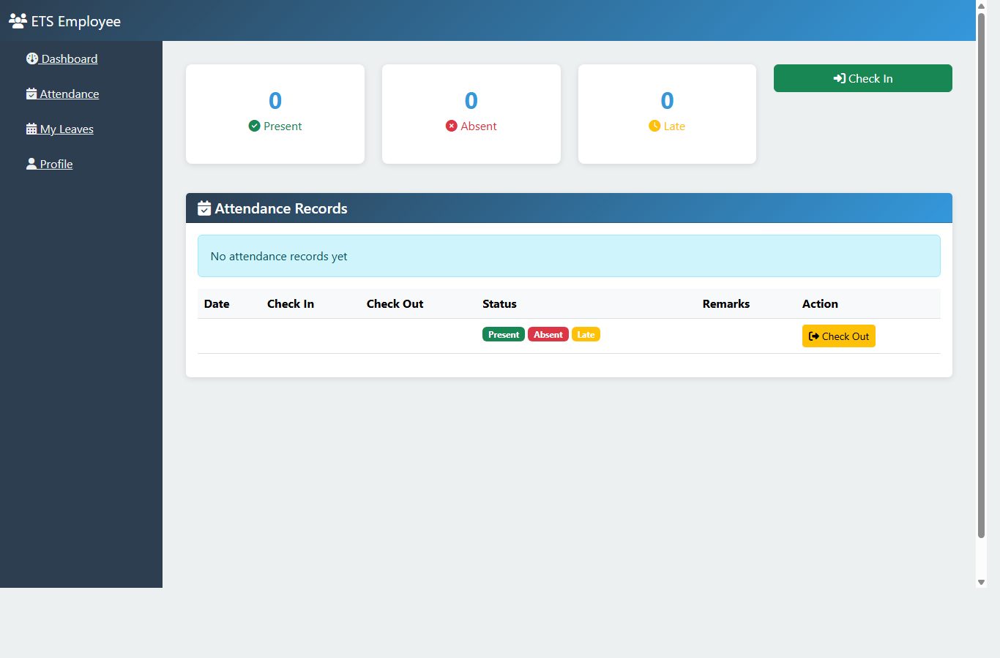 ETS Employee
Dashboard
Attendance
My Leaves
Profile
0
Present
0
Absent
0
Late
Check In
Attendance Records
No attendance records yet
Date Check In Check Out Status Remarks Action
Present Absent Late Check Out